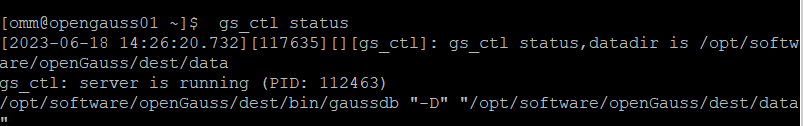 [omm@opengauss01 ~]$  gs_ctl status
[2023-06-18 14:26:20.732][117635][][gs_ctl]: gs_ctl status,datadir is /opt/softw
are/openGauss/dest/data
gs_ctl: server is running (PID: 112463)
/opt/software/openGauss/dest/bin/gaussdb "-D" "/opt/software/openGauss/dest/data
"